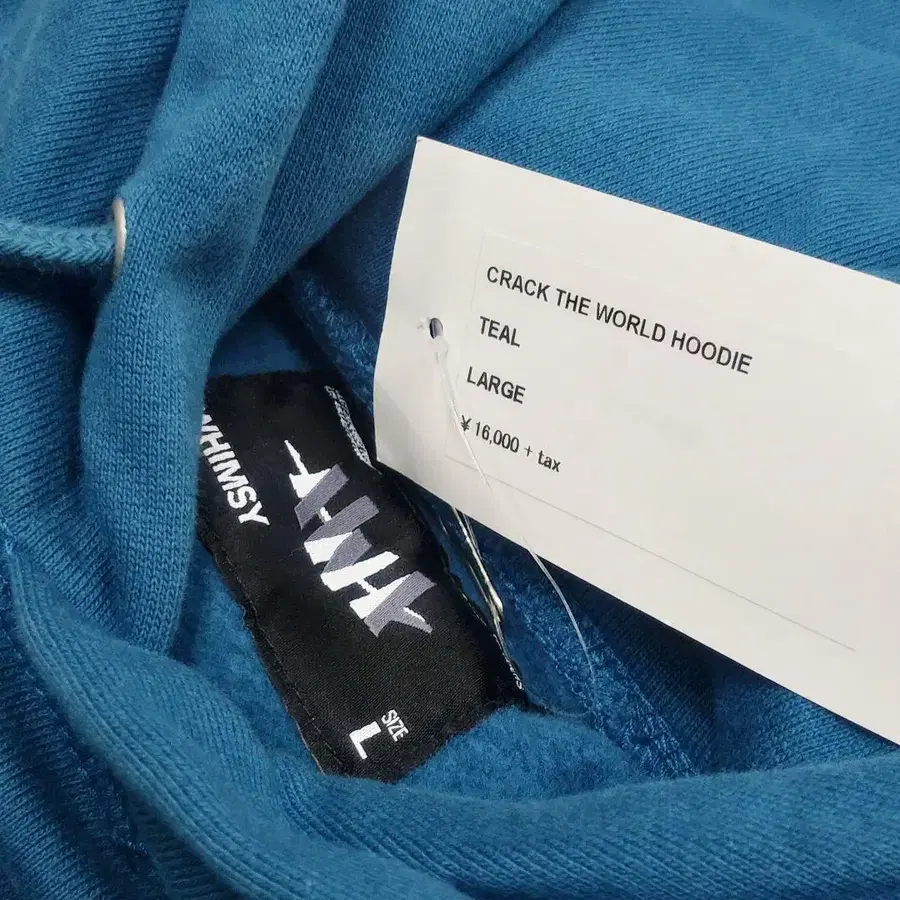 CRACK THE WORLD HOODIE
TEAL
LARGE
¥ 16,000 + tax
WHIMSY
SIZE
L